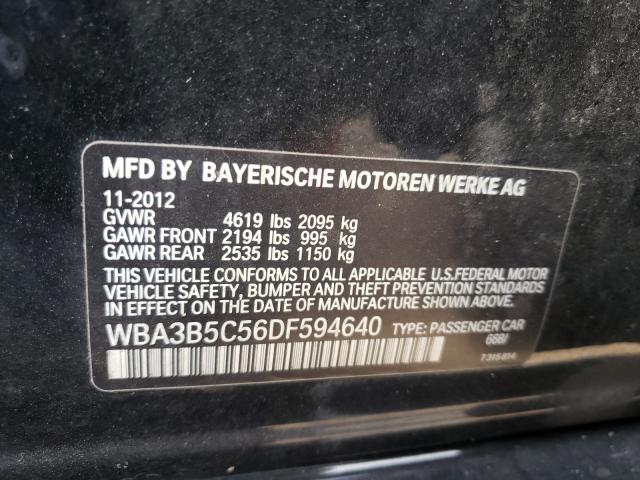 MFD BY BAYERISCHE MOTOREN WERKE AG
11-2012
GVWR 4619 lbs 2095 kg
GAWR FRONT 2194 lbs 995 kg
GAWR REAR 2535 lbs 1150 kg
THIS VEHICLE CONFORMS TO ALL APPLICABLE U.S.FEDERAL MOTOR
VEHICLE SAFETY, BUMPER AND THEFT PREVENTION STANDARDS
IN EFFECT ON THE DATE OF MANUFACTURE SHOWN ABOVE.
WBA3B5C56DF594640 TYPE: PASSENGER CAR
668/
7315814